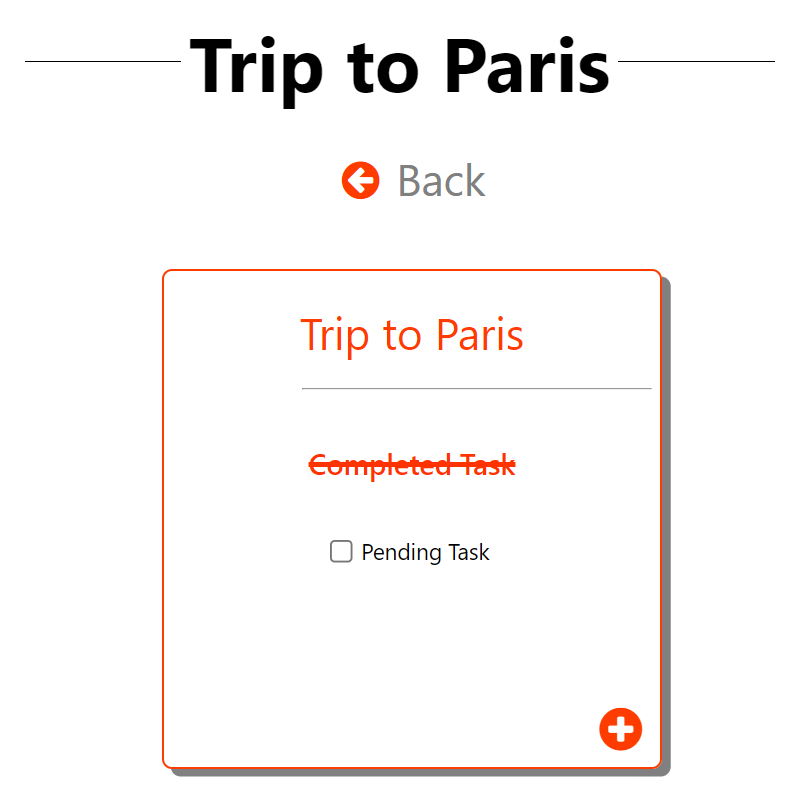 Trip to Paris
Back
Trip to Paris
Completed Task
Pending Task